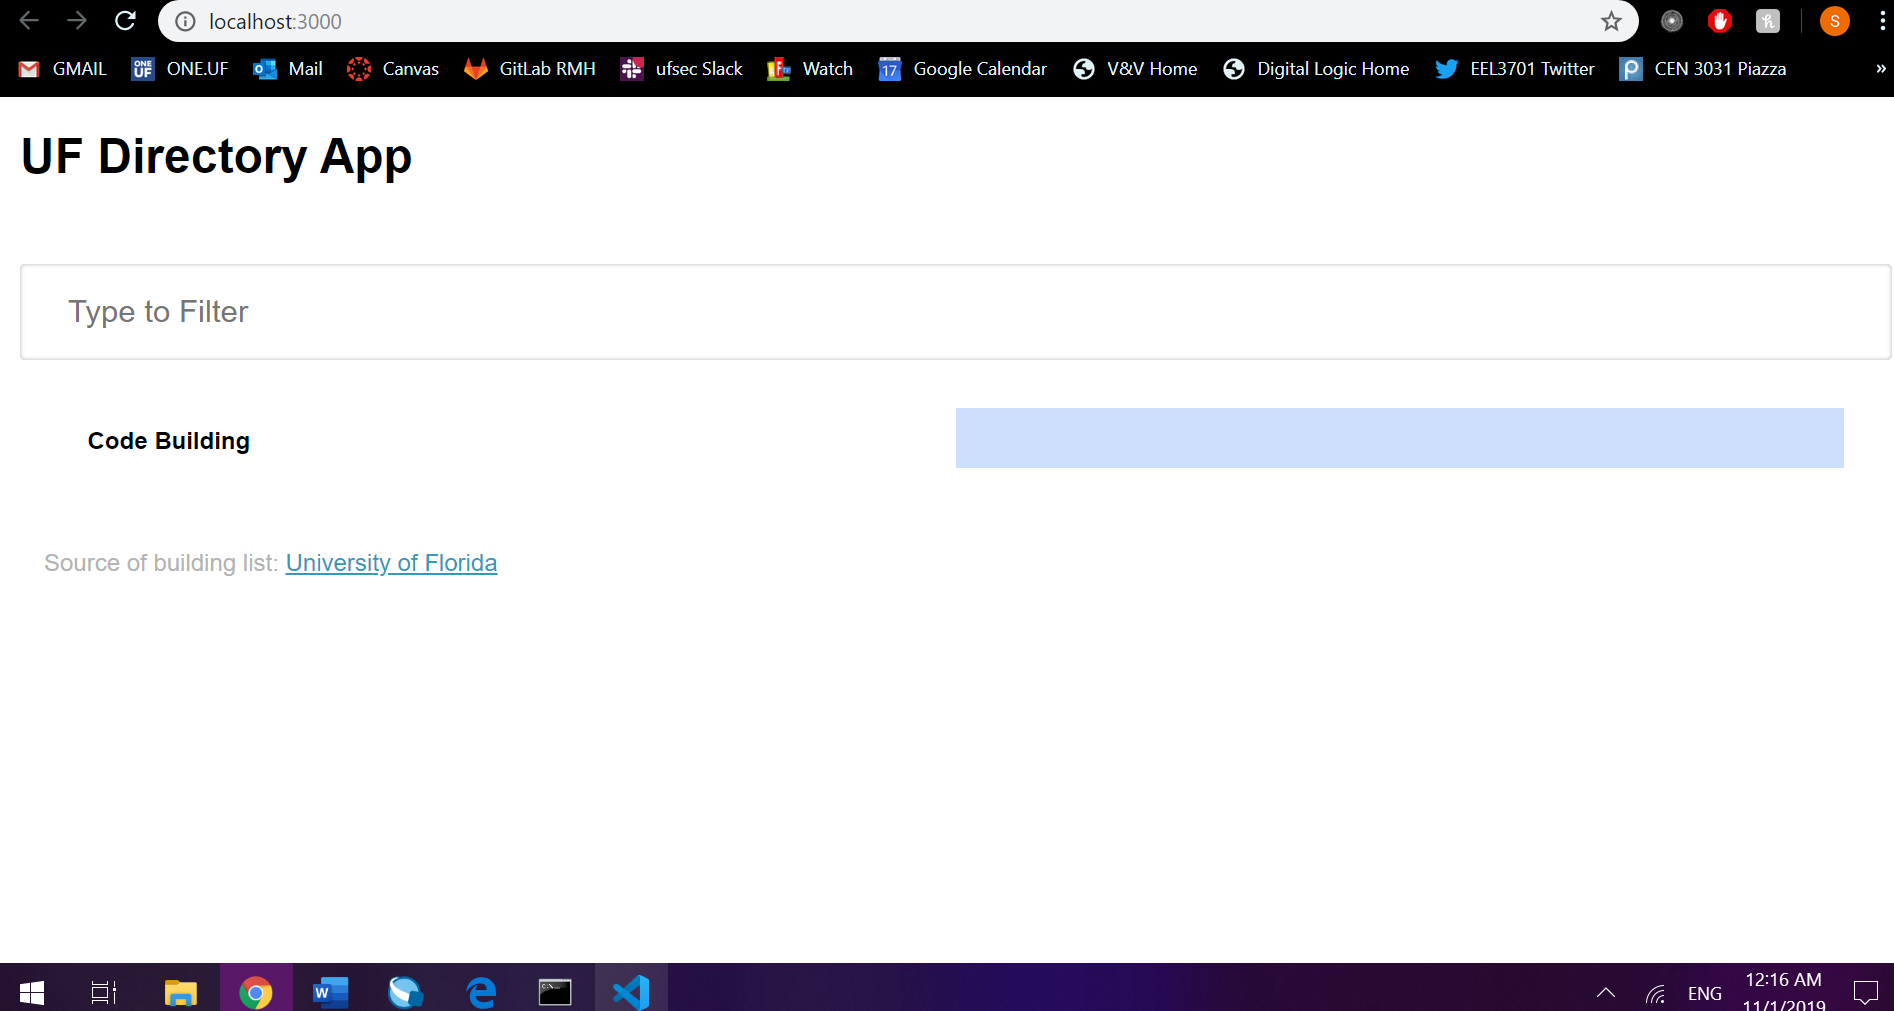 localhost:3000
S
GMAIL ONE.UF Mail Canvas GitLab RMH ufsec Slack Watch Google Calendar V&V Home Digital Logic Home EEL3701 Twitter CEN 3031 Piazza »
UF Directory App
Type to Filter
Code Building
Source of building list: University of Florida
ENG 12:16 AM
11/1/2019